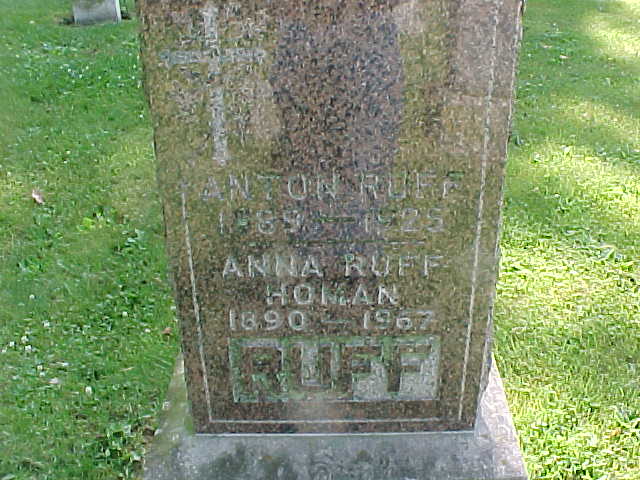 ANTON RUFF
ANNA RUFF
HOMAN
1890 — 1967
RUFF